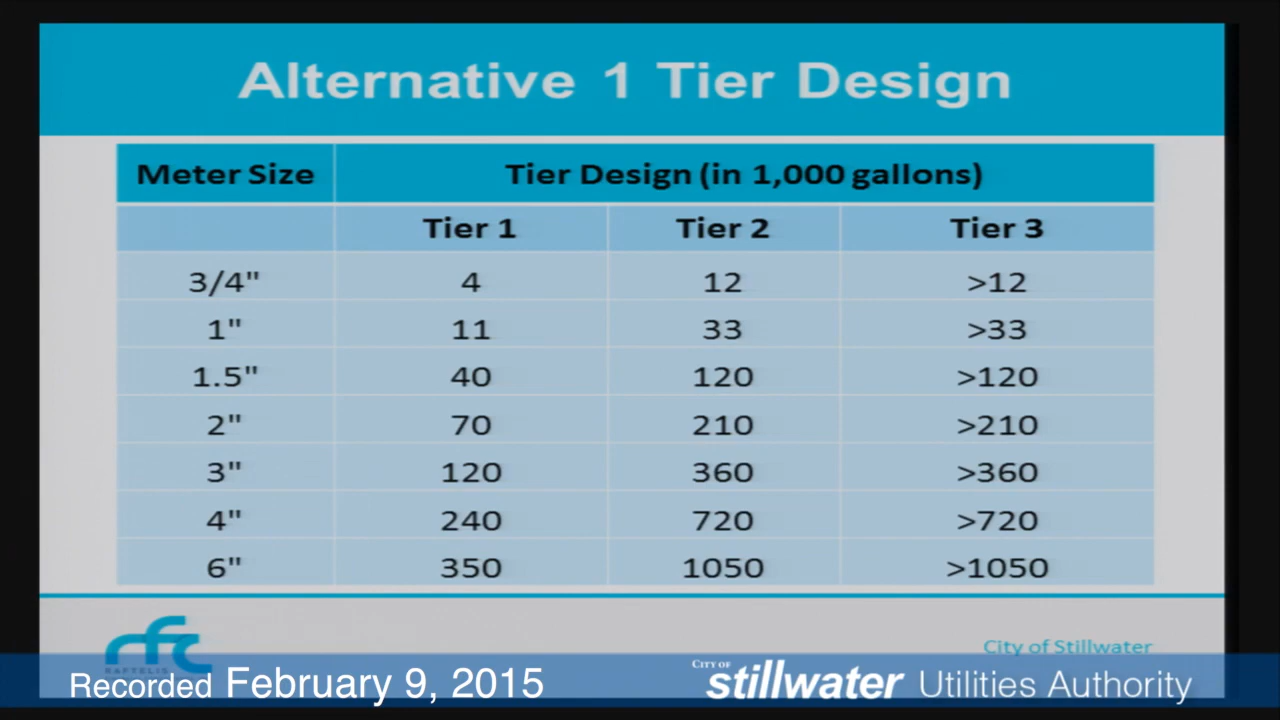 Alternative 1 Tier Design
Meter Size Tier Design (in 1,000 gallons)
Tier 1 Tier 2 Tier 3
3/4" 4 12 >12
1" 11 33 >33
1.5" 40 120 >120
2" 70 210 >210
3" 120 360 >360
4" 240 720 >720
6" 350 1050 >1050
rfc
RAFTELIS
City of Stillwater
Recorded February 9, 2015
CITY OF
stillwater Utilities Authority